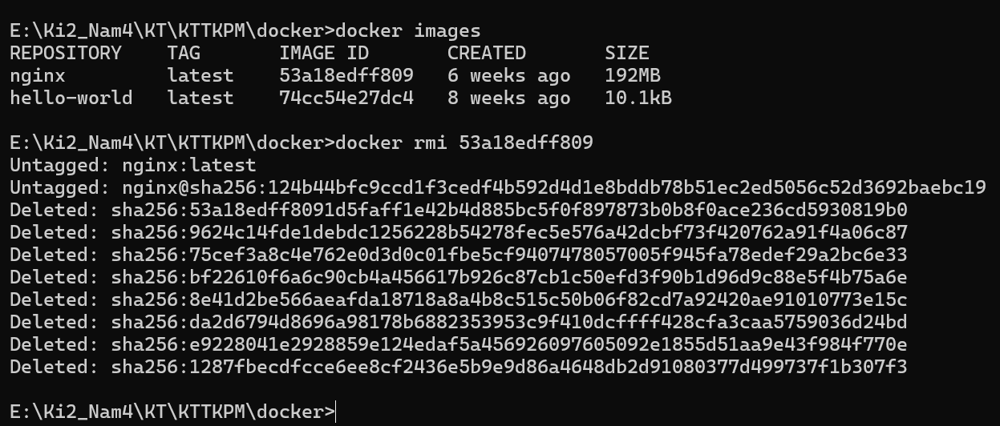 E:\Ki2_Nam4\KT\KTTKPM\docker>docker images
REPOSITORY    TAG       IMAGE ID       CREATED       SIZE
nginx         latest    53a18edff809   6 weeks ago   192MB
hello-world   latest    74cc54e27dc4   8 weeks ago   10.1kB
E:\Ki2_Nam4\KT\KTTKPM\docker>docker rmi 53a18edff809
Untagged: nginx:latest
Untagged: nginx@sha256:124b44bfc9ccd1f3cedf4b592d4d1e8bddb78b51ec2ed5056c52d3692baebc19
Deleted: sha256:53a18edff8091d5faff1e42b4d885bc5f0f897873b0b8f0ace236cd5930819b0
Deleted: sha256:9624c14fde1debdc1256228b54278fec5e576a42dcbf73f420762a91f4a06c87
Deleted: sha256:75cef3a8c4e762e0d3d0c01fbe5cf9407478057005f945fa78edef29a2bc6e33
Deleted: sha256:bf22610f6a6c90cb4a456617b926c87cb1c50efd3f90b1d96d9c88e5f4b75a6e
Deleted: sha256:8e41d2be566aeafda18718a8a4b8c515c50b06f82cd7a92420ae91010773e15c
Deleted: sha256:da2d6794d8696a98178b6882353953c9f410dcffff428cfa3caa5759036d24bd
Deleted: sha256:e9228041e2928859e124edaf5a456926097605092e1855d51aa9e43f984f770e
Deleted: sha256:1287fbecdfcce6ee8cf2436e5b9e9d86a4648db2d91080377d499737f1b307f3
E:\Ki2_Nam4\KT\KTTKPM\docker>